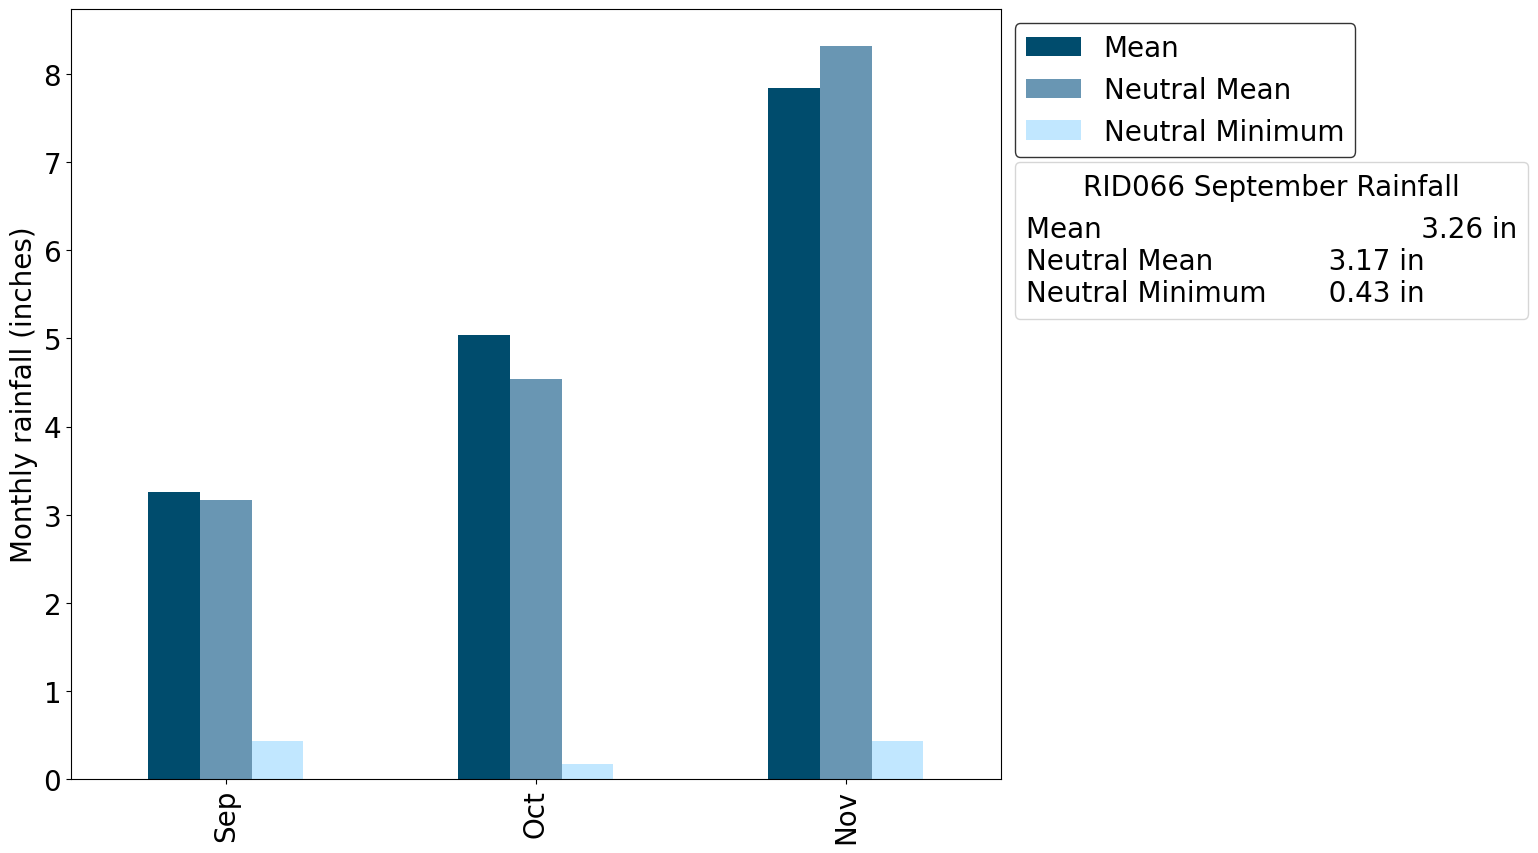 Mean
Neutral Mean
Neutral Minimum
RID066 September Rainfall
Mean 3.26 in
Neutral Mean 3.17 in
Neutral Minimum 0.43 in
Monthly rainfall (inches)
8
7
6
5
4
3
2
1
0
Sep
Oct
Nov